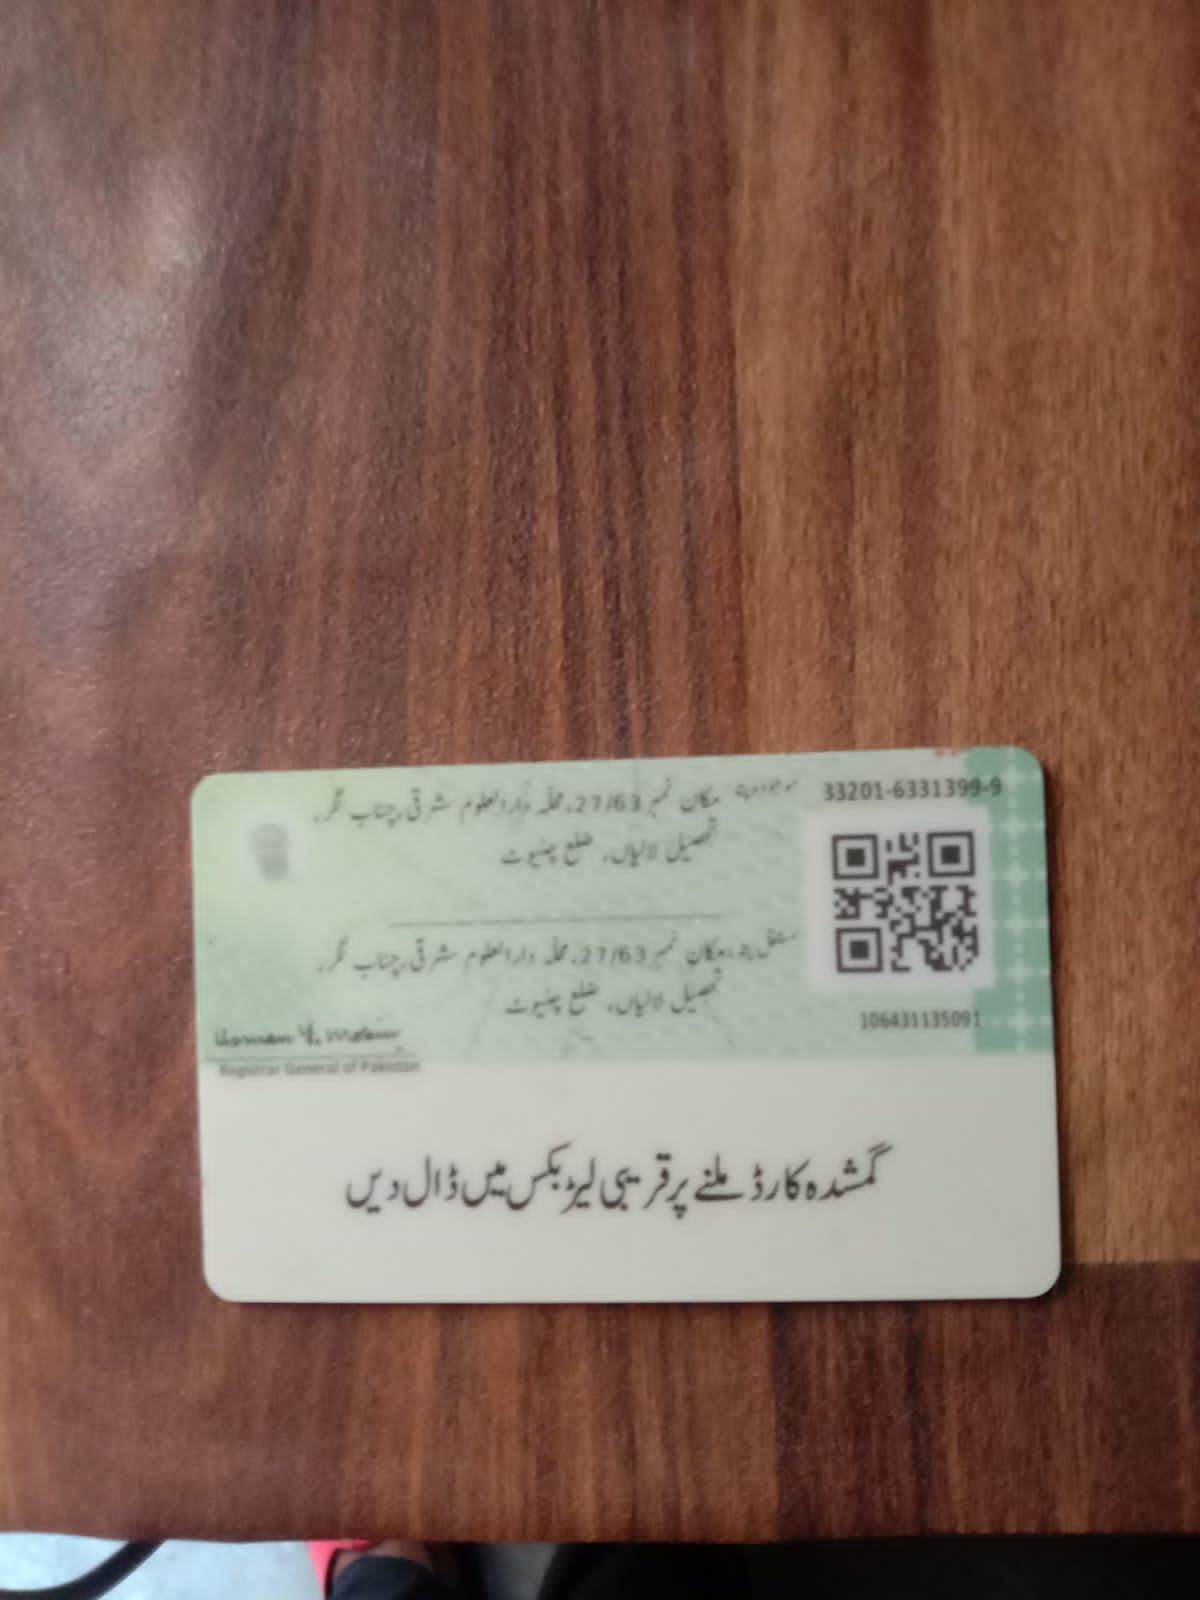 33201-6331399-9
موجودہ پتہ مکان نمبر 27/63، محلہ دارالعلوم شرقی، چناب نگر،
تحصیل لالیاں، ضلع چنیوٹ
مستقل پتہ مکان نمبر 27/63، محلہ دارالعلوم شرقی، چناب نگر،
تحصیل لالیاں، ضلع چنیوٹ
106431135091
Registrar General of Pakistan
گمشدہ کارڈ ملنے پر قریبی لیٹر بکس میں ڈال دیں